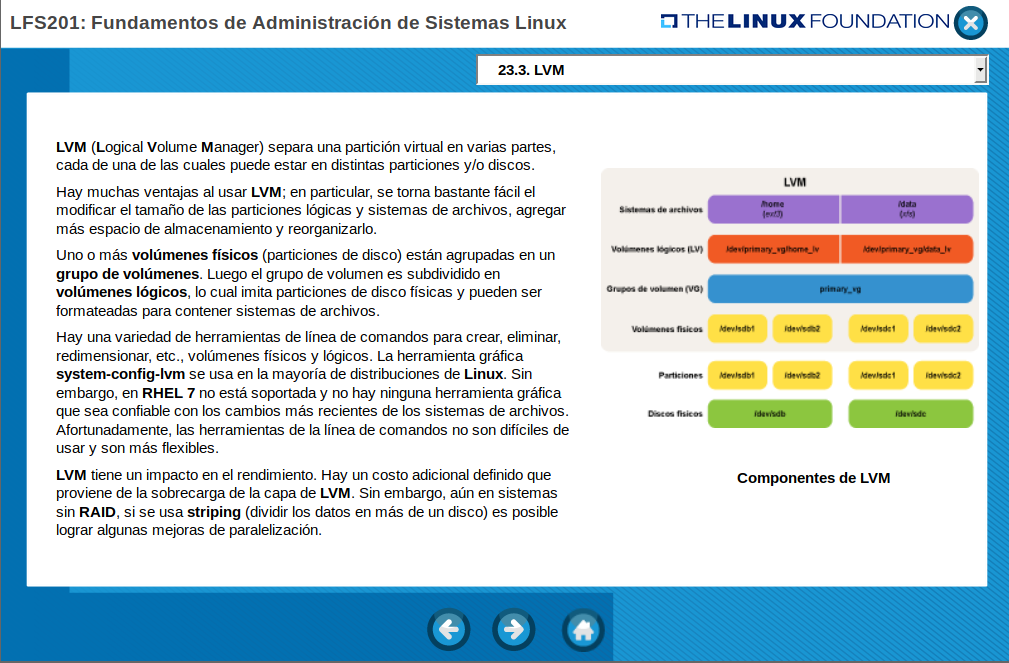 LFS201: Fundamentos de Administración de Sistemas Linux
THE LINUX FOUNDATION
23.3. LVM
LVM (Logical Volume Manager) separa una partición virtual en varias partes,
cada de una de las cuales puede estar en distintas particiones y/o discos.
Hay muchas ventajas al usar LVM; en particular, se torna bastante fácil el
modificar el tamaño de las particiones lógicas y sistemas de archivos, agregar
más espacio de almacenamiento y reorganizarlo.
Uno o más volúmenes físicos (particiones de disco) están agrupadas en un
grupo de volúmenes. Luego el grupo de volumen es subdividido en
volúmenes lógicos, lo cual imita particiones de disco físicas y pueden ser
formateadas para contener sistemas de archivos.
Hay una variedad de herramientas de línea de comandos para crear, eliminar,
redimensionar, etc., volúmenes físicos y lógicos. La herramienta gráfica
system-config-lvm se usa en la mayoría de distribuciones de Linux. Sin
embargo, en RHEL 7 no está soportada y no hay ninguna herramienta gráfica
que sea confiable con los cambios más recientes de los sistemas de archivos.
Afortunadamente, las herramientas de la línea de comandos no son difíciles de
usar y son más flexibles.
LVM tiene un impacto en el rendimiento. Hay un costo adicional definido que
proviene de la sobrecarga de la capa de LVM. Sin embargo, aún en sistemas
sin RAID, si se usa striping (dividir los datos en más de un disco) es posible
lograr algunas mejoras de paralelización.
LVM
Sistemas de archivos /home /data
(ext3) (xfs)
Volúmenes lógicos (LV) /dev/primary_vg/home_lv /dev/primary_vg/data_lv
Grupos de volumen (VG) primary_vg
Volúmenes físicos /dev/sdb1 /dev/sdb2 /dev/sdc1 /dev/sdc2
Particiones /dev/sdb1 /dev/sdb2 /dev/sdc1 /dev/sdc2
Discos físicos /dev/sdb /dev/sdc
Componentes de LVM